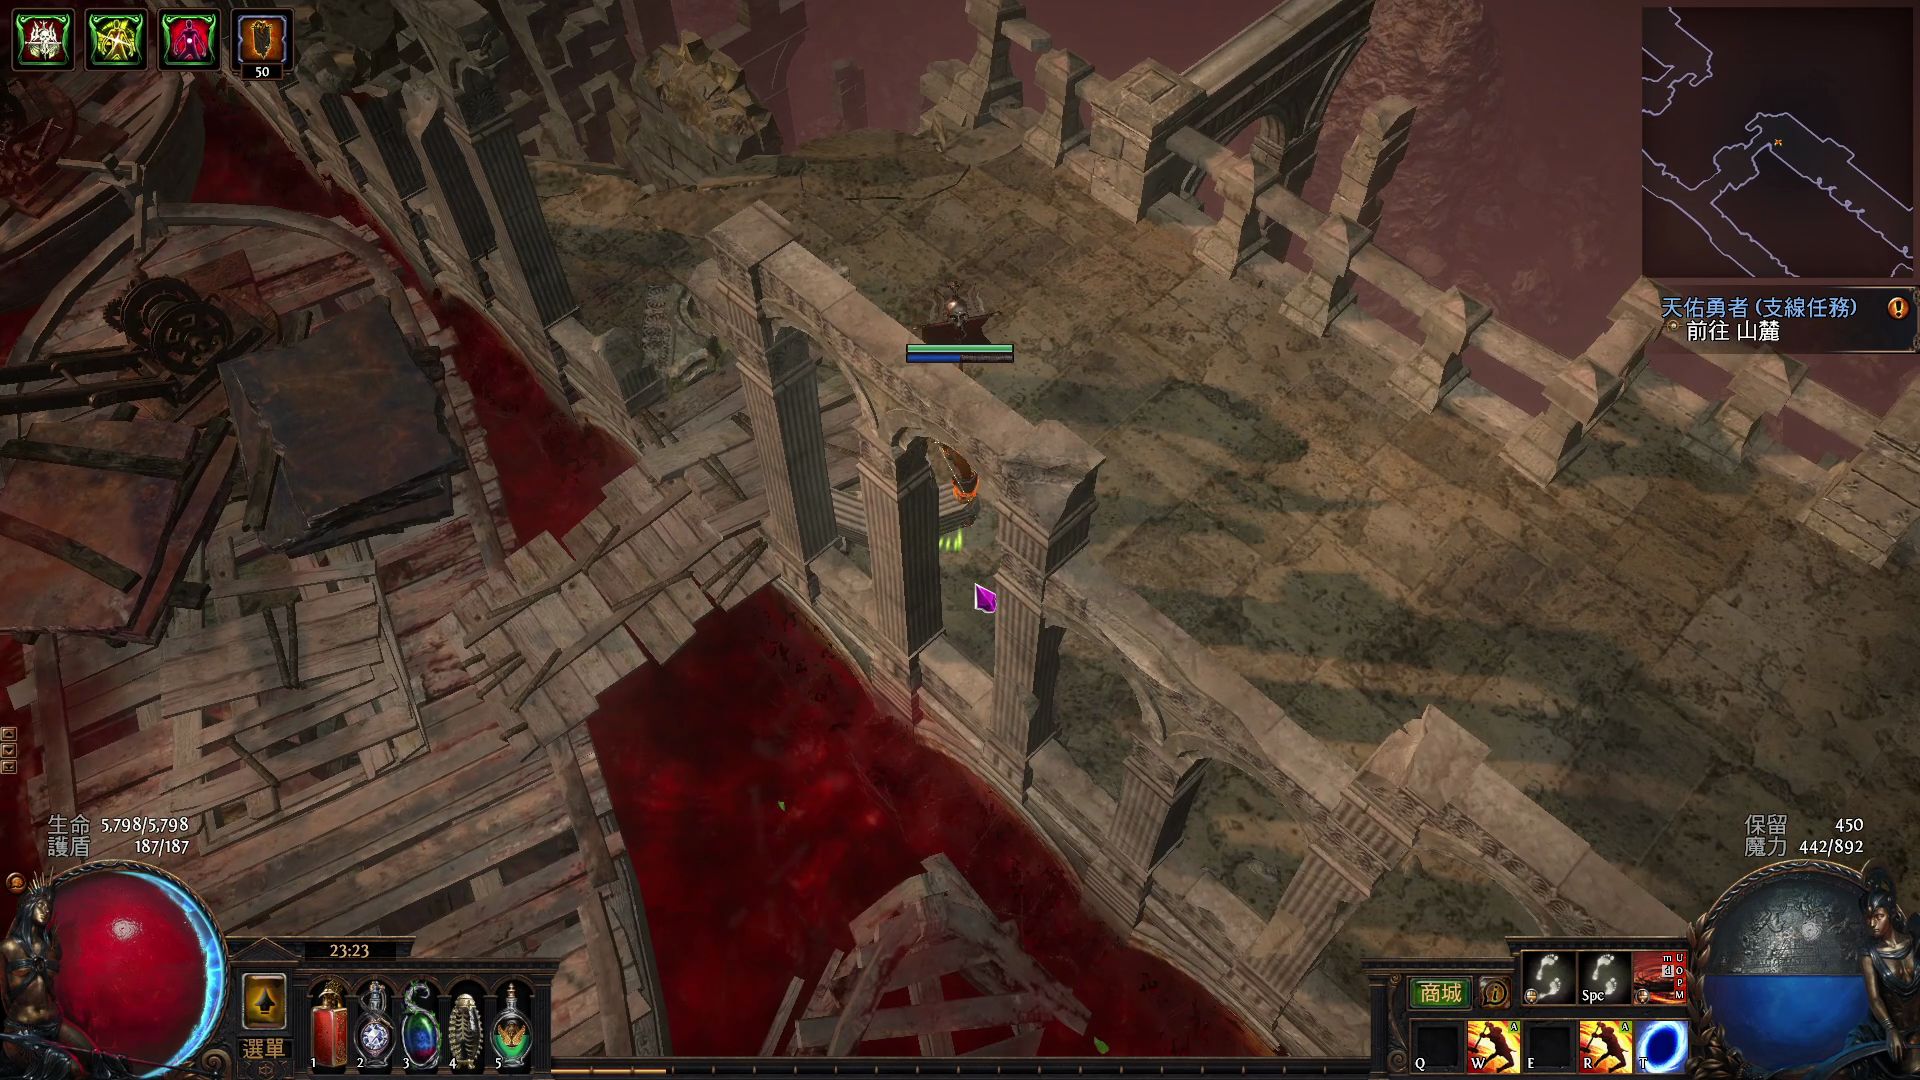 50
天佑勇者 (支線任務)
前往 山麓
生命 5,798/5,798
護盾 187/187
保留 450
魔力 442/892
23:23
選單
1
2
3
4
5
商城
Spc
m U
d O
P
M
Q
W A
E
R A
T